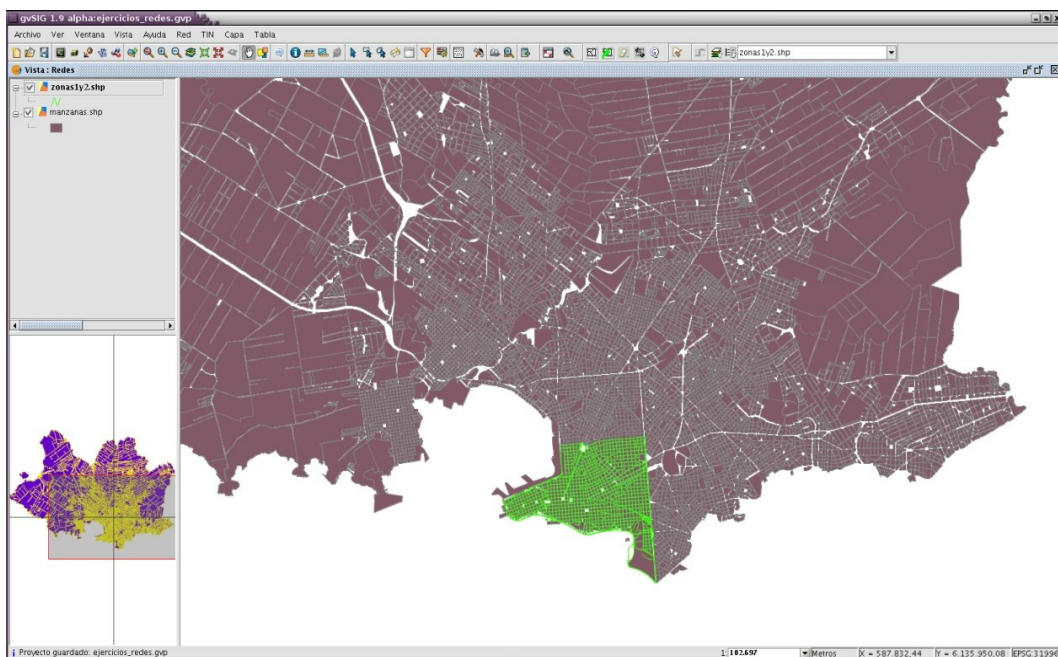 gvSIG 1.9 alpha:ejercicios_redes.gvp
Archivo Ver Ventana Vista Ayuda Red TIN Capa Tabla
zonas1y2.shp
Vista : Redes
zonas1y2.shp
manzanas.shp
Proyecto guardado: ejercicios_redes.gvp
1: 102.697 Metros X = 587.832,44 Y = 6.135.950,08 EPSG:31996